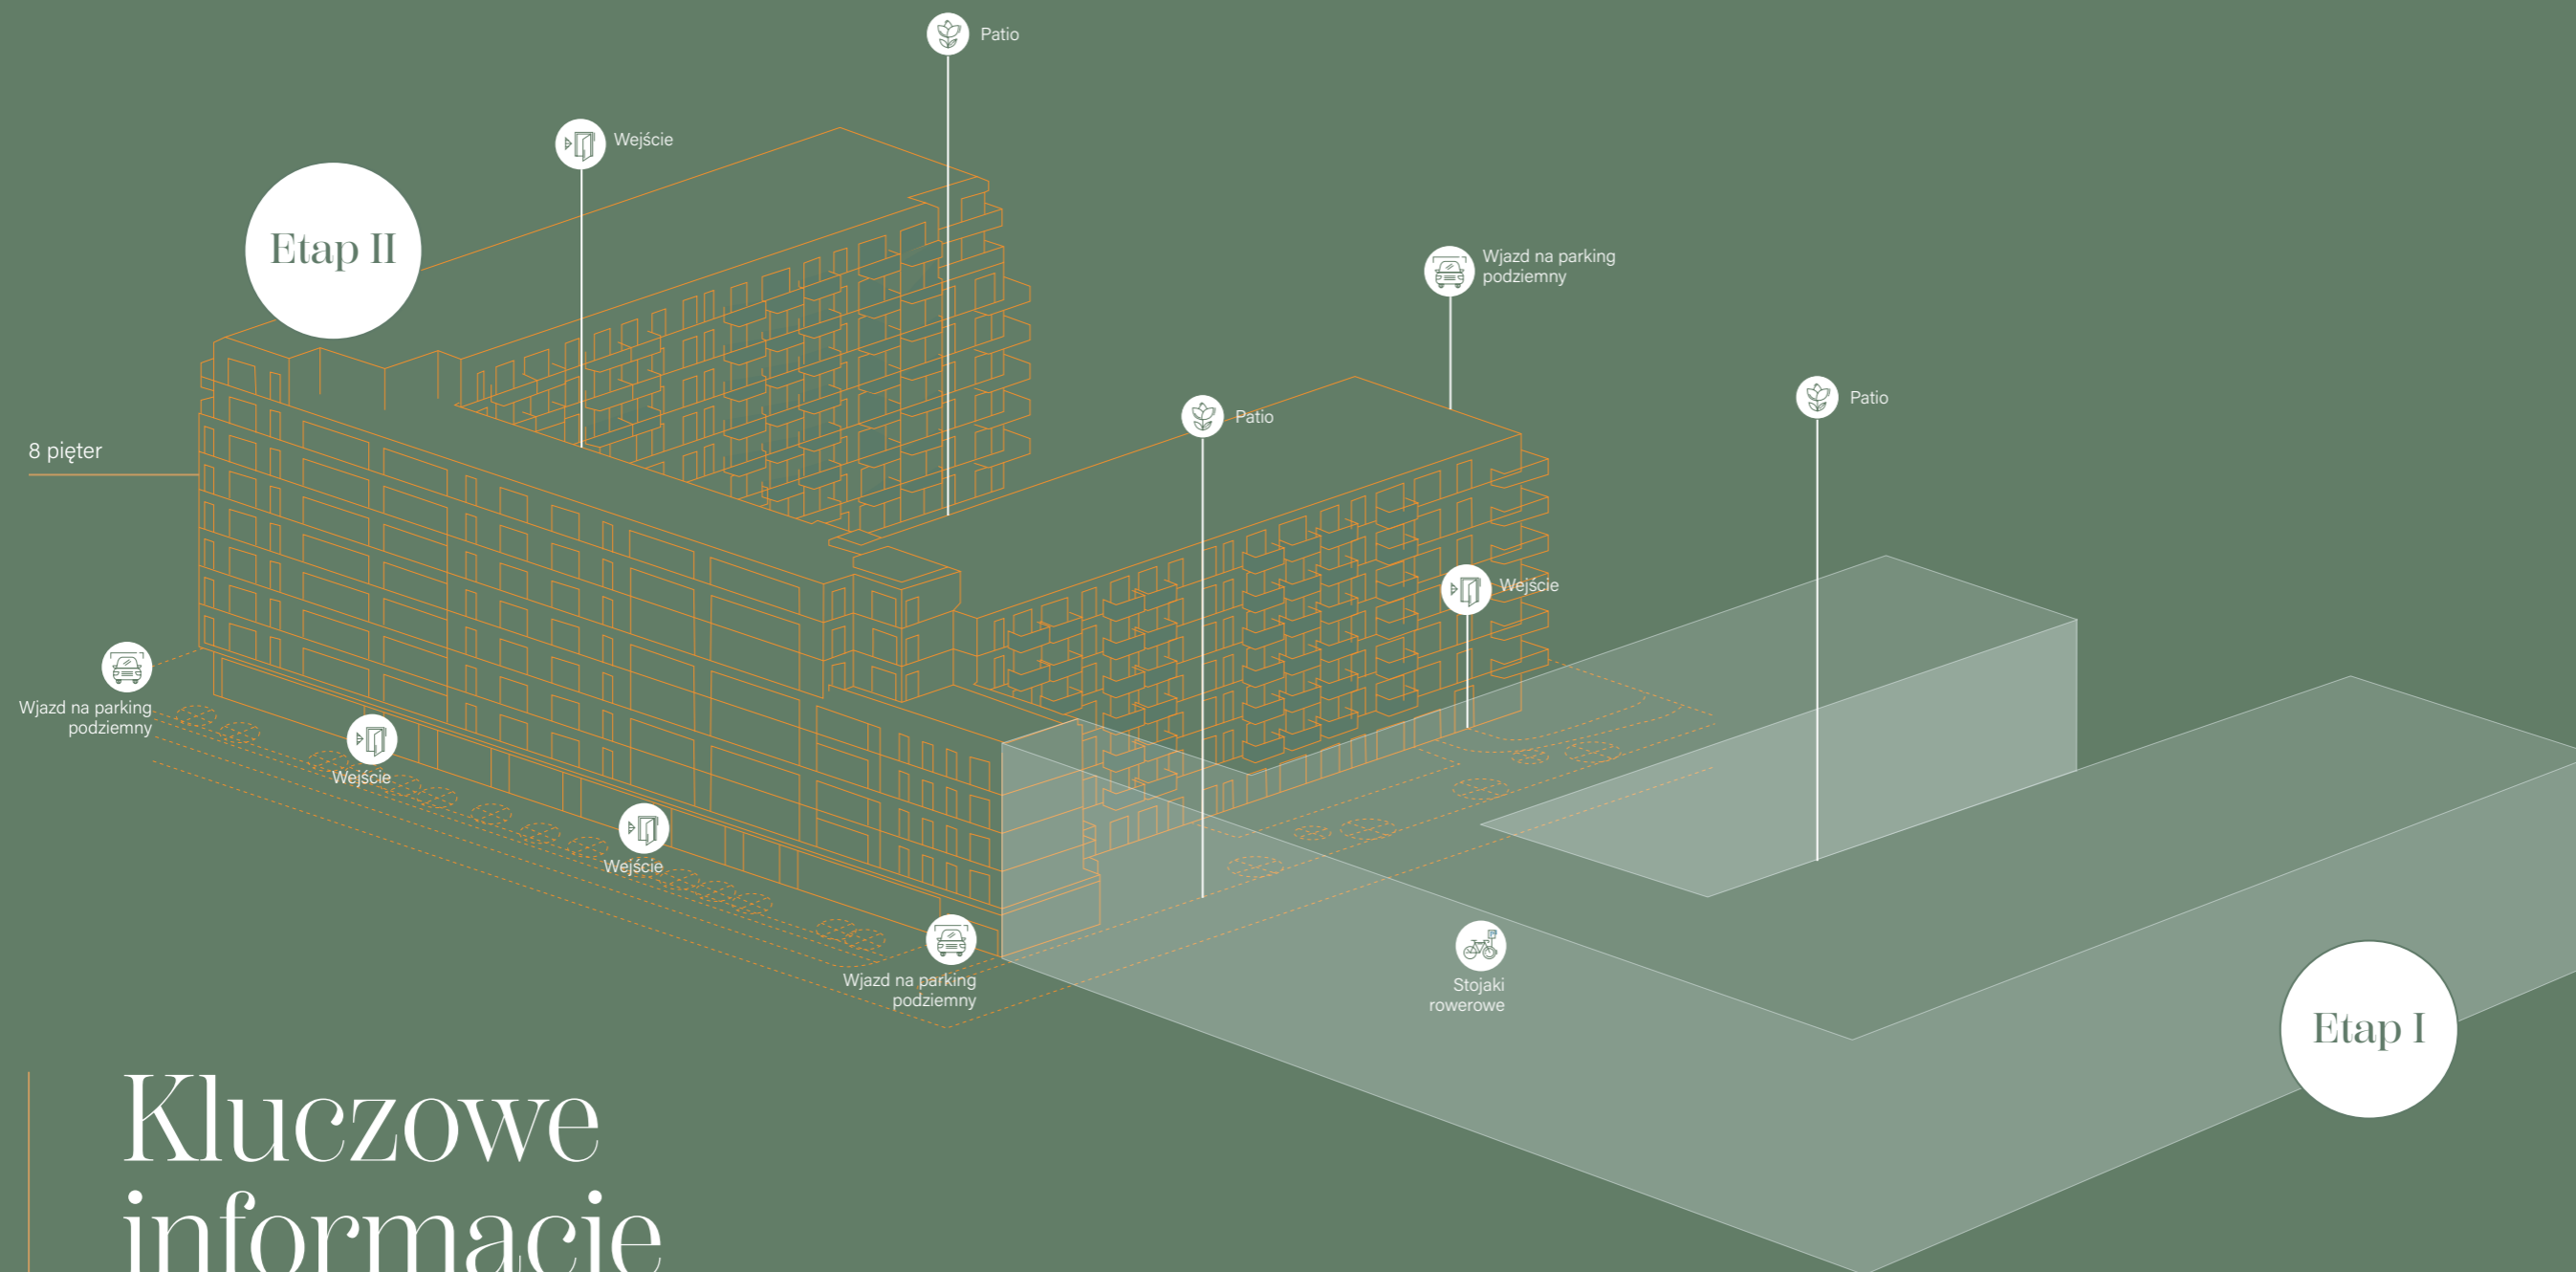 Patio
Wejście
Etap II
Wjazd na parking
podziemny
Patio
Patio
8 pięter
Wejście
Wjazd na parking
podziemny
Wejście
Wejście
Wjazd na parking
podziemny
Stojaki
rowerowe
Etap I
Kluczowe
informacje